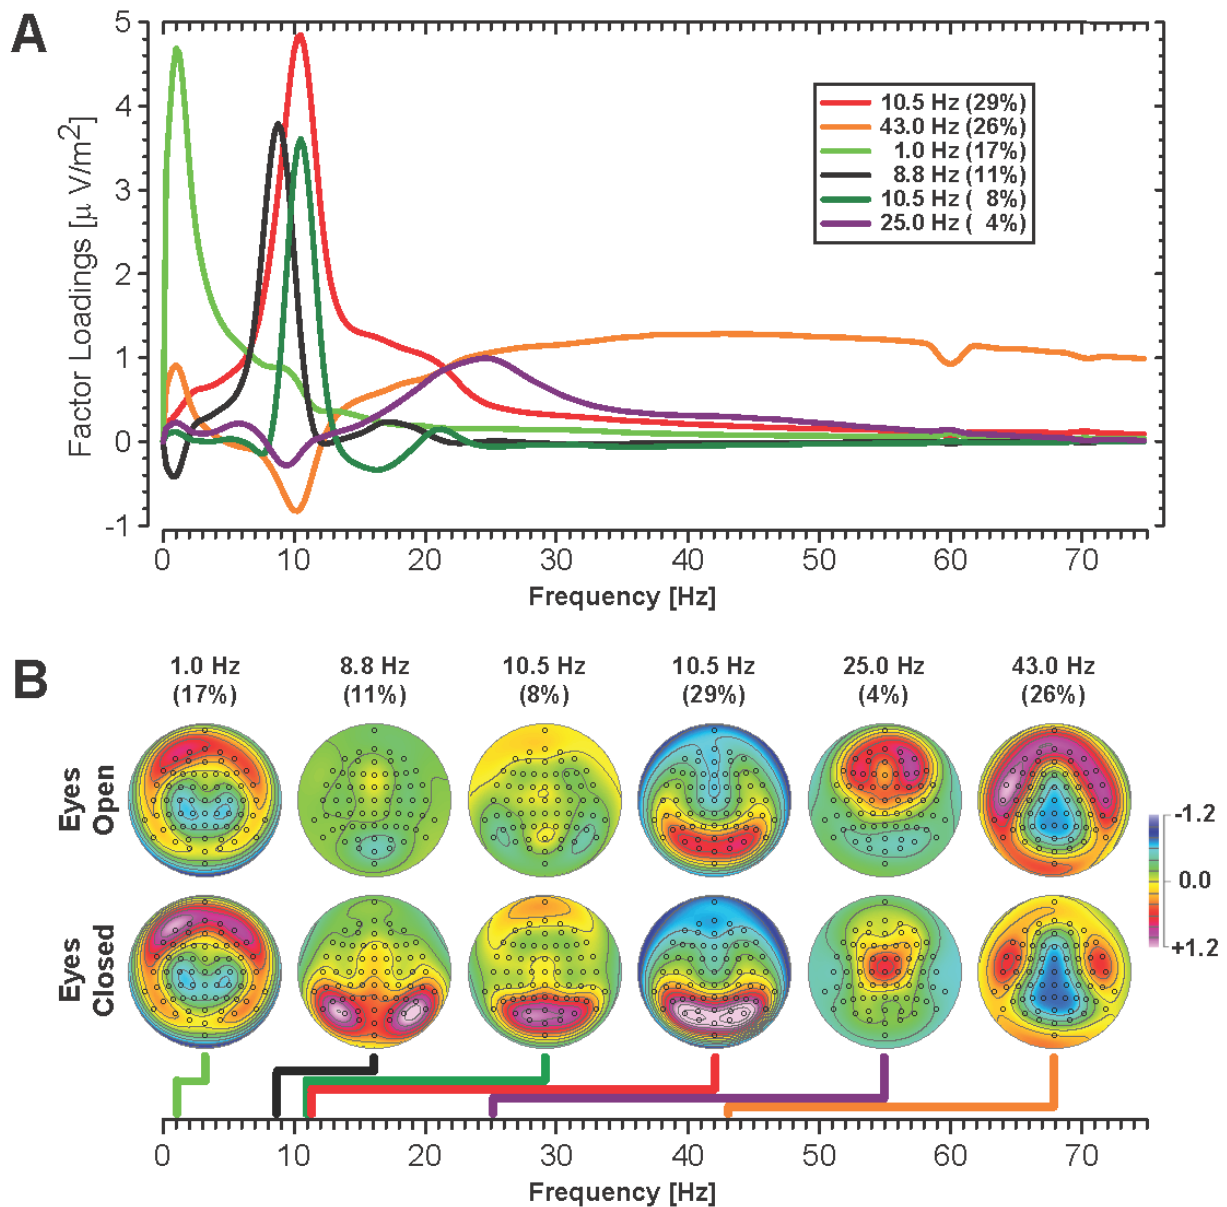 A
5
4
3
2
1
0
-1
Factor Loadings [μ V/m²]
10.5 Hz (29%)
43.0 Hz (26%)
1.0 Hz (17%)
8.8 Hz (11%)
10.5 Hz ( 8%)
25.0 Hz ( 4%)
0 10 20 30 40 50 60 70
Frequency [Hz]
B
1.0 Hz 8.8 Hz 10.5 Hz 10.5 Hz 25.0 Hz 43.0 Hz
(17%) (11%) (8%) (29%) (4%) (26%)
Eyes
Open
Eyes
Closed
-1.2
0.0
+1.2
0 10 20 30 40 50 60 70
Frequency [Hz]